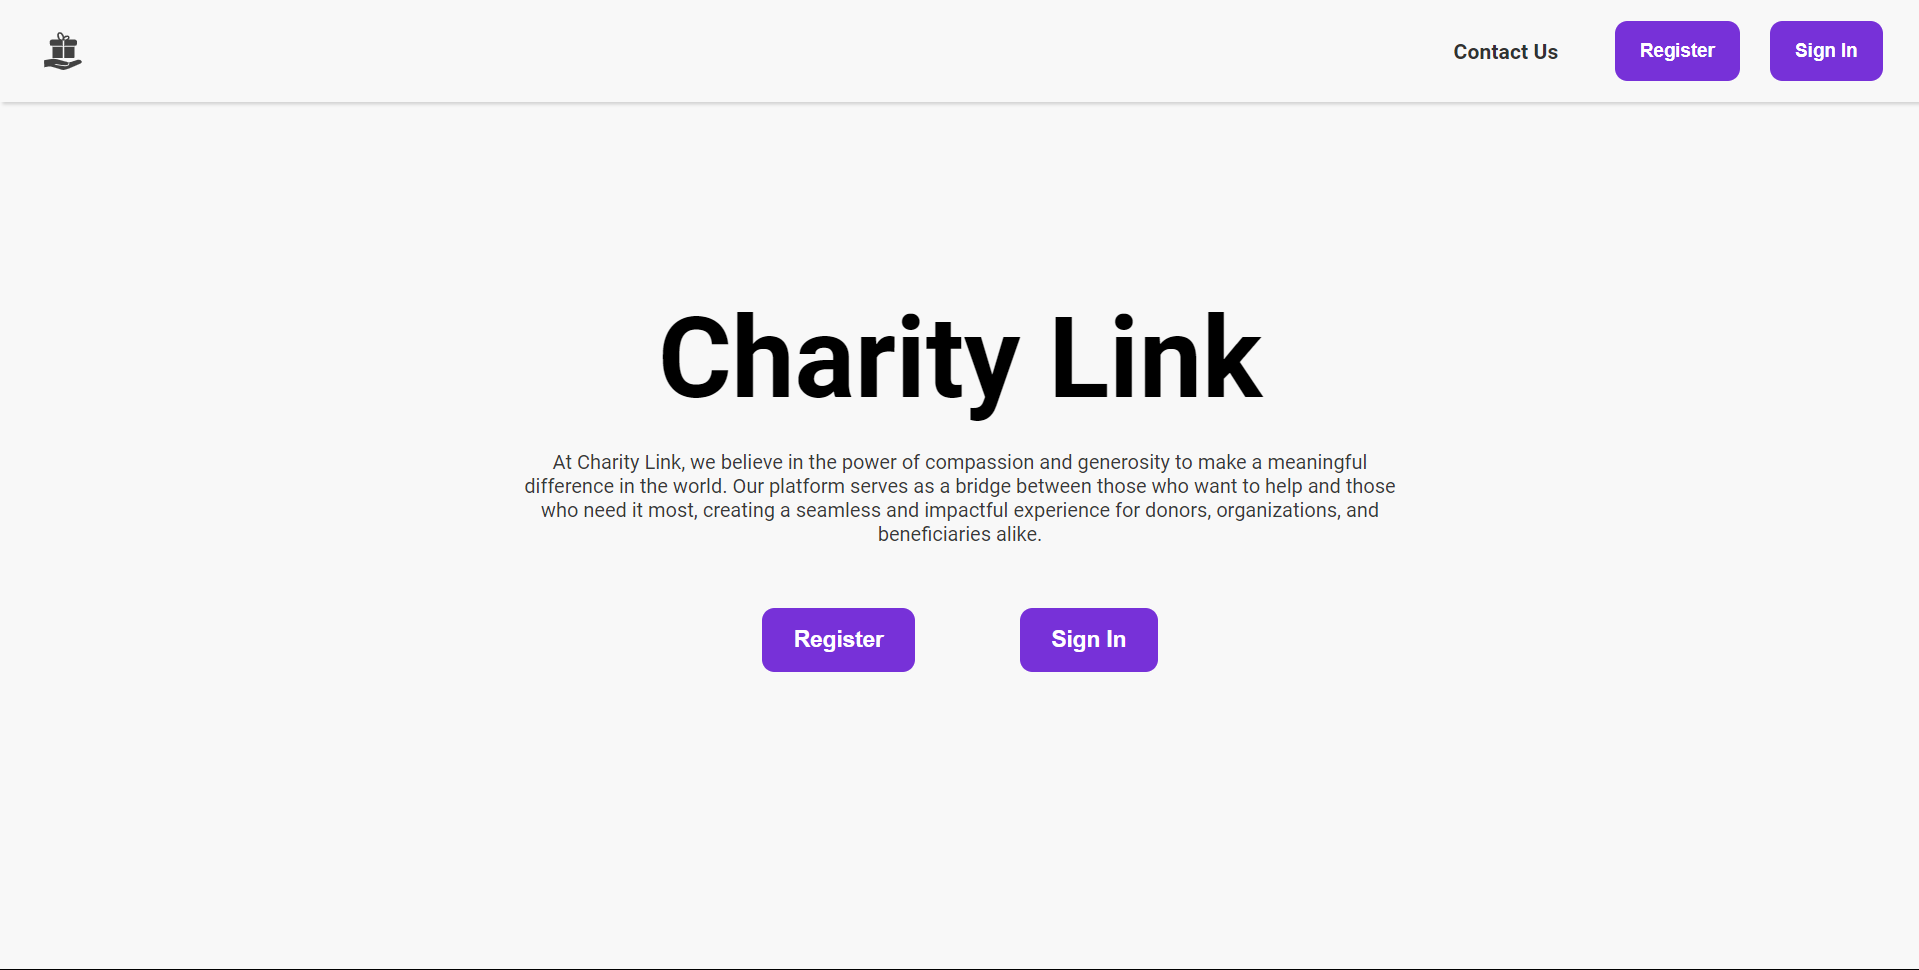 Contact Us
Register
Sign In
Charity Link
At Charity Link, we believe in the power of compassion and generosity to make a meaningful
difference in the world. Our platform serves as a bridge between those who want to help and those
who need it most, creating a seamless and impactful experience for donors, organizations, and
beneficiaries alike.
Register
Sign In